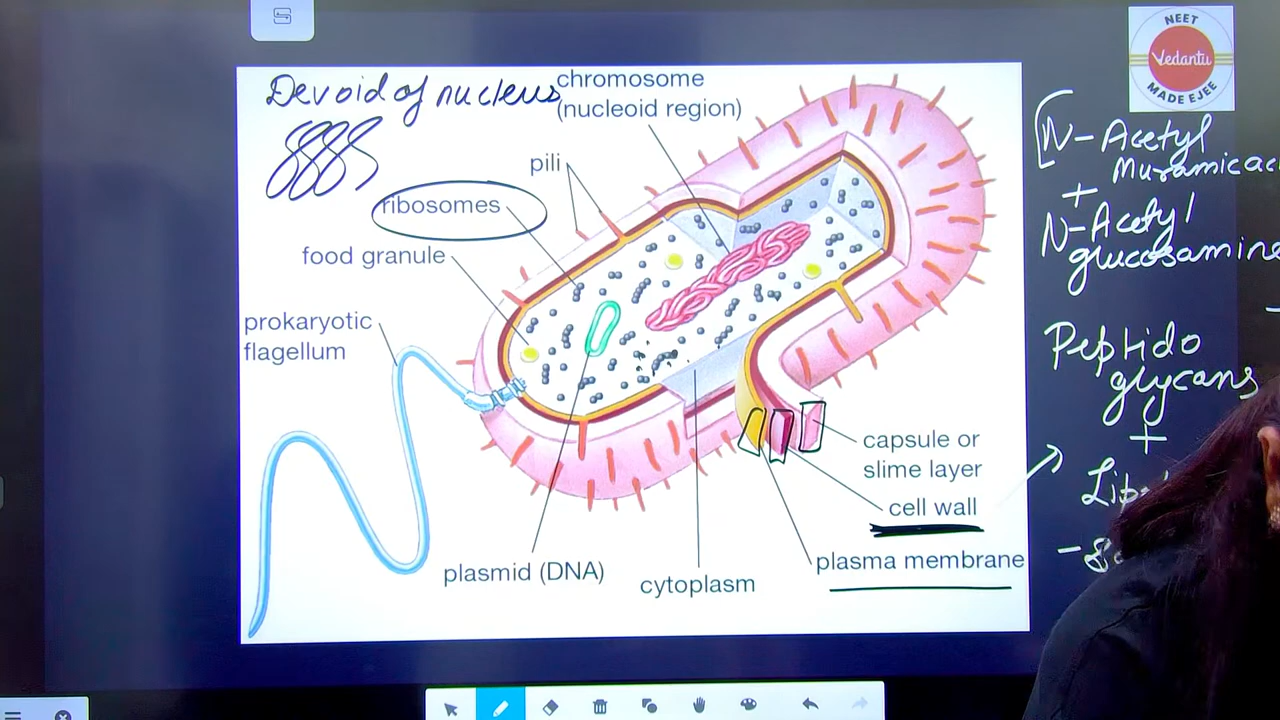 NEET
Vedantu
MADE EJEE
Devoid of nucleus
chromosome
(nucleoid region)
pili
ribosomes
food granule
prokaryotic
flagellum
plasmid (DNA)
cytoplasm
capsule or
slime layer
cell wall
plasma membrane
N-Acetyl
Muramic
+
N-Acetyl
glucosamine
Peptido
glycans
+